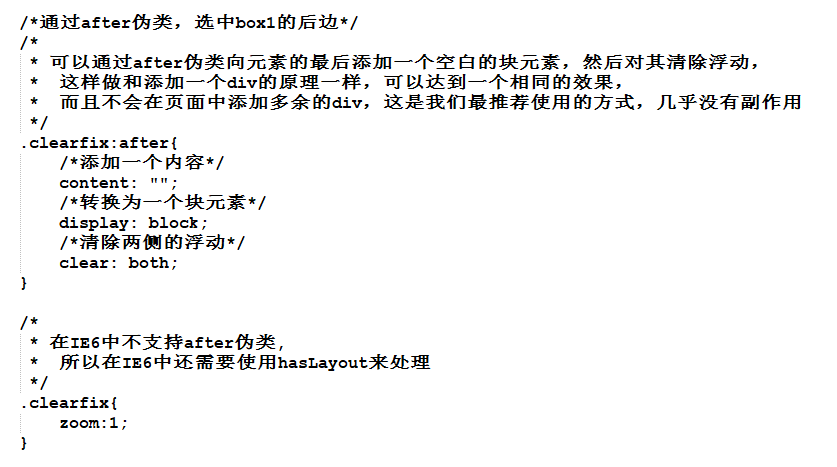 /*通过after伪类，选中box1的后边*/
/*
 * 可以通过after伪类向元素的最后添加一个空白的块元素，然后对其清除浮动，
 *  这样做和添加一个div的原理一样，可以达到一个相同的效果，
 *  而且不会在页面中添加多余的div，这是我们最推荐使用的方式，几乎没有副作用
 */
.clearfix:after{
    /*添加一个内容*/
    content: "";
    /*转换为一个块元素*/
    display: block;
    /*清除两侧的浮动*/
    clear: both;
}
/*
 * 在IE6中不支持after伪类,
 *  所以在IE6中还需要使用hasLayout来处理
 */
.clearfix{
    zoom:1;
}